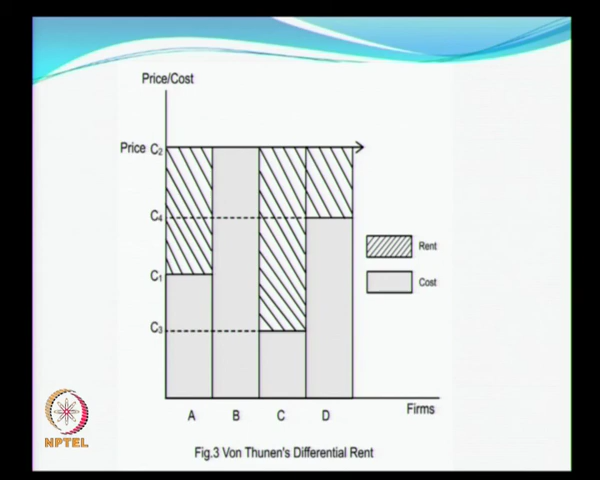 Price/Cost
Price C₂
C₄
Rent
C₁
Cost
C₃
A B C D
Firms
NPTEL
Fig.3 Von Thunen's Differential Rent